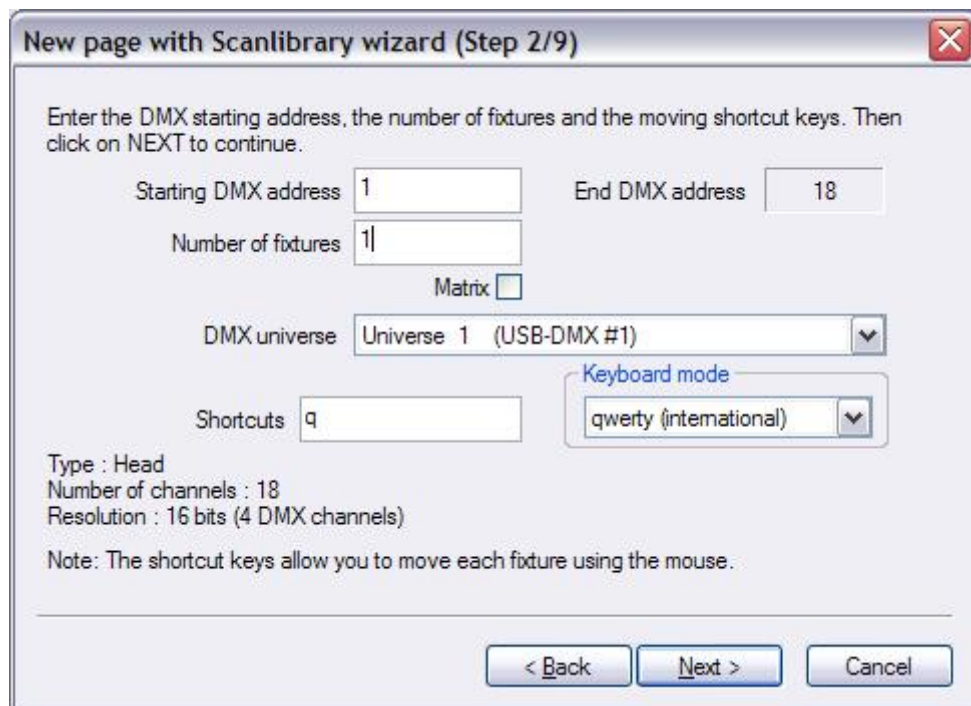 New page with Scanlibrary wizard (Step 2/9)
Enter the DMX starting address, the number of fixtures and the moving shortcut keys. Then
click on NEXT to continue.
Starting DMX address 1 End DMX address 18
Number of fixtures 1
Matrix
DMX universe Universe 1 (USB-DMX #1)
Keyboard mode
Shortcuts q qwerty (international)
Type : Head
Number of channels : 18
Resolution : 16 bits (4 DMX channels)
Note: The shortcut keys allow you to move each fixture using the mouse.
< Back Next > Cancel